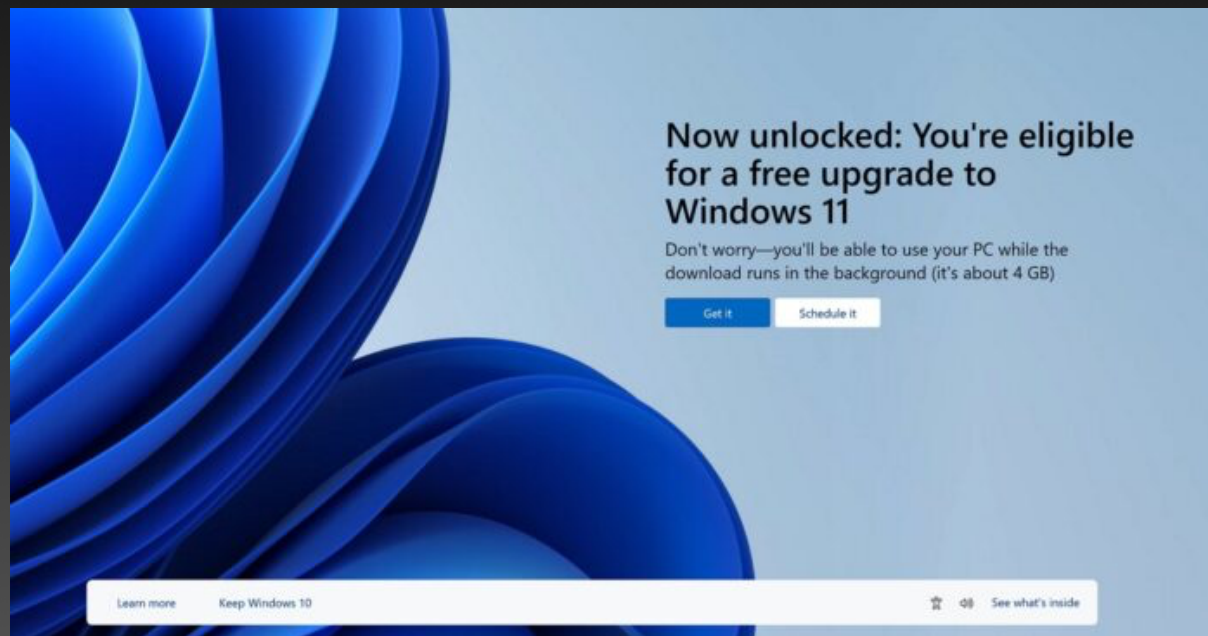 Now unlocked: You're eligible
for a free upgrade to
Windows 11
Don't worry—you'll be able to use your PC while the
download runs in the background (it's about 4 GB)
Get it
Schedule it
Learn more
Keep Windows 10
See what's inside